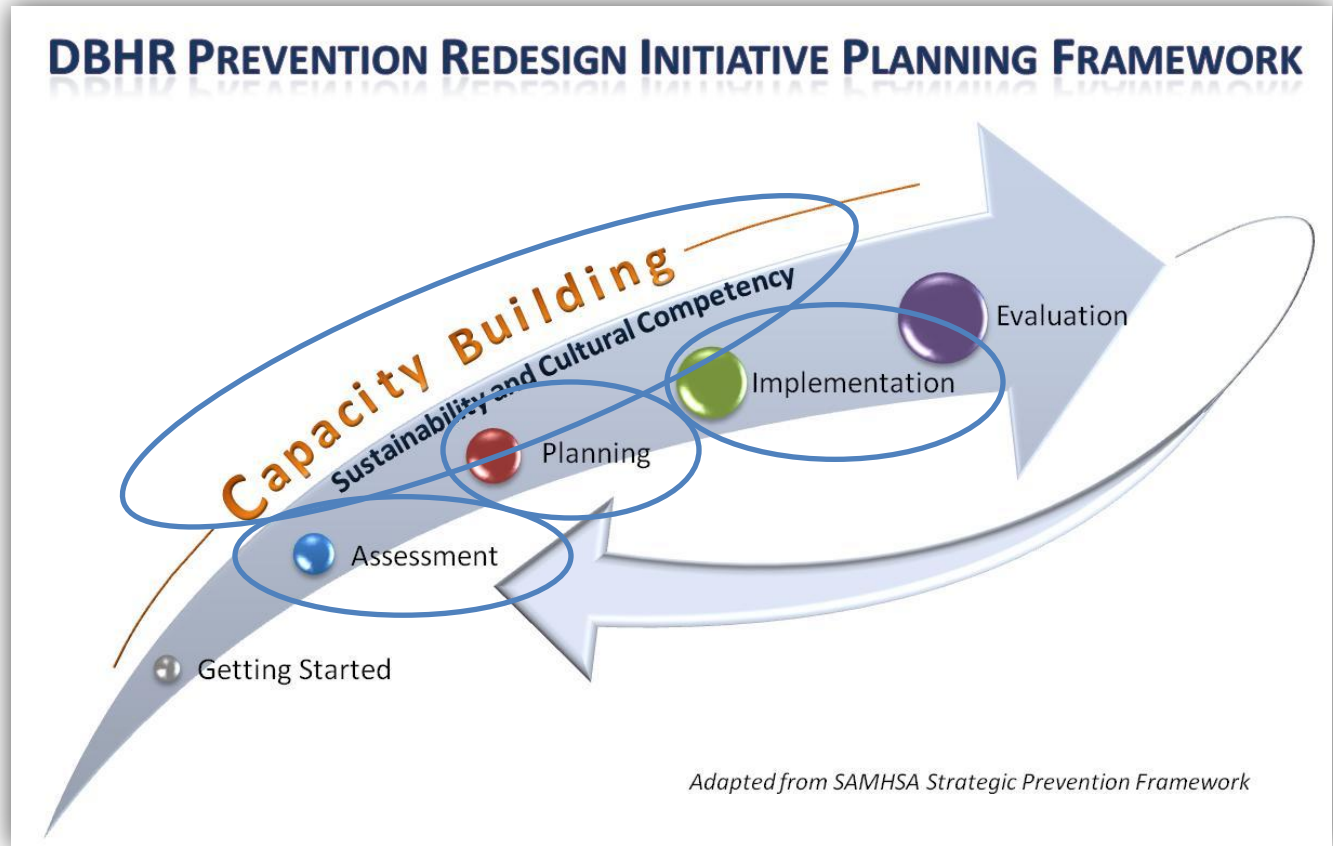 DBHR PREVENTION REDESIGN INITIATIVE PLANNING FRAMEWORK
Capacity Building
Sustainability and Cultural Competency
Evaluation
Implementation
Planning
Assessment
Getting Started
Adapted from SAMHSA Strategic Prevention Framework